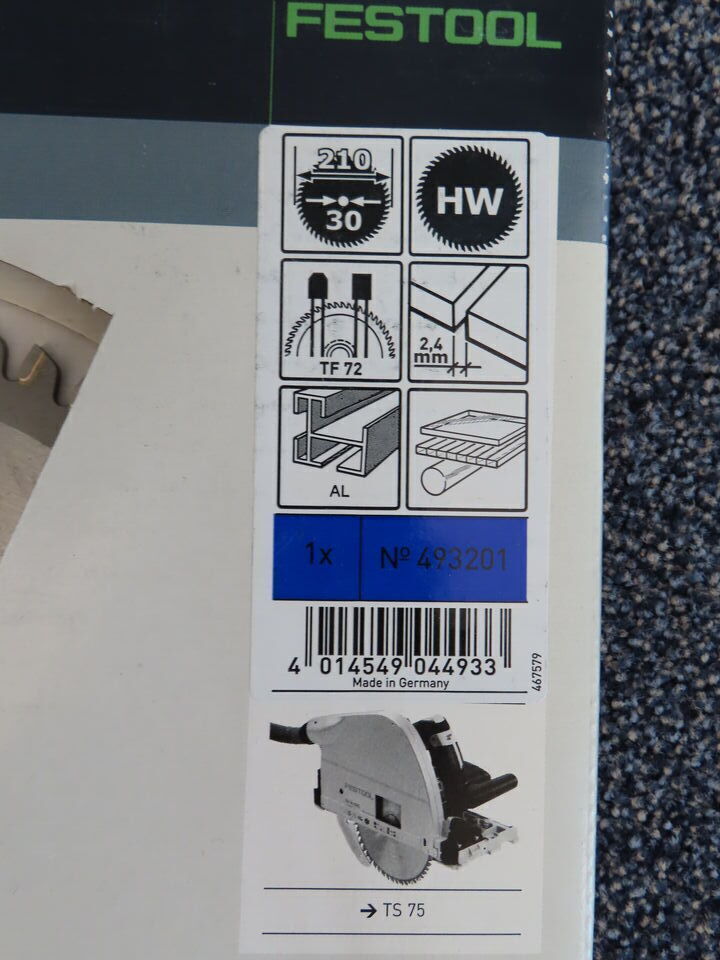 FESTOOL
210
30
HW
TF 72
2,4
mm
AL
1x
Nº 493201
4 014549 044933
Made in Germany
467579
FESTOOL
→ TS 75